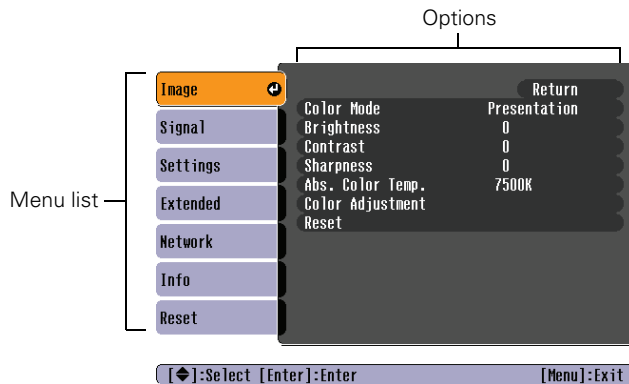 Options
Menu list
Image
Signal
Settings
Extended
Network
Info
Reset
Return
Color Mode Presentation
Brightness 0
Contrast 0
Sharpness 0
Abs. Color Temp. 7500K
Color Adjustment
Reset
[◆]:Select [Enter]:Enter [Menu]:Exit